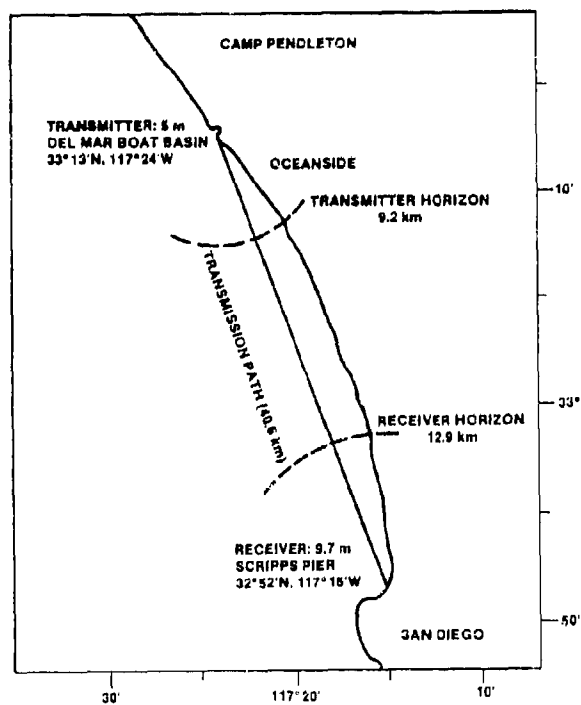 CAMP PENDLETON
TRANSMITTER: 5 m
DEL MAR BOAT BASIN
33°13'N, 117°24'W
OCEANSIDE
10'
TRANSMITTER HORIZON
9.2 km
TRANSMISSION PATH (40.6 km)
33°
RECEIVER HORIZON
12.9 km
RECEIVER: 9.7 m
SCRIPPS PIER
32°52'N, 117°15'W
50'
SAN DIEGO
30'
117°20'
10'